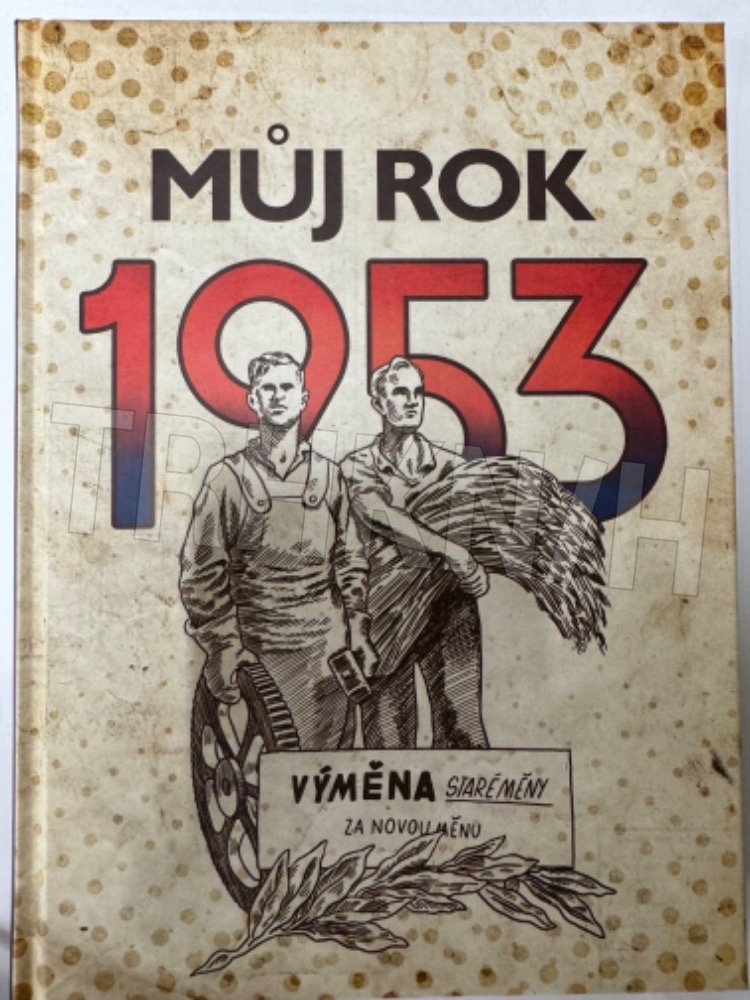 MŮJ ROK
1953
VÝMĚNA STARÉ MĚNY
ZA NOVOU MĚNU